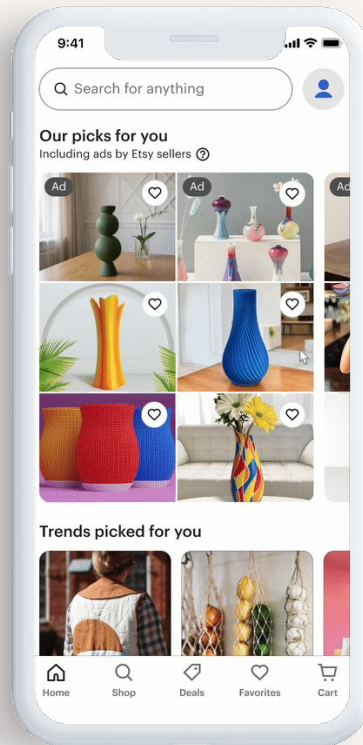 9:41
Search for anything
Our picks for you
Including ads by Etsy sellers ?
Ad
Ad
Ad
Trends picked for you
Home
Shop
Deals
Favorites
Cart